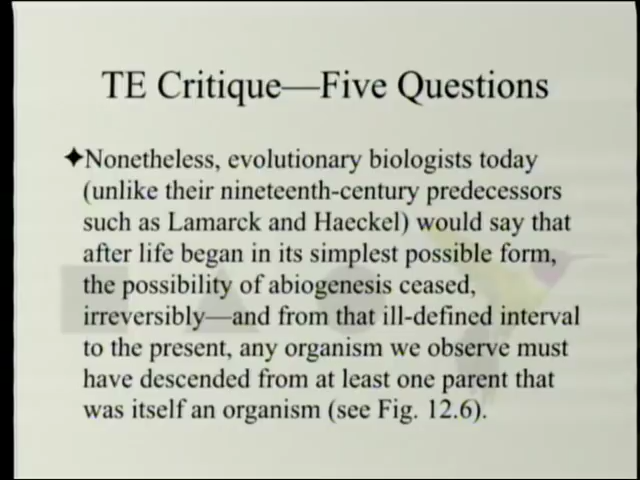 TE Critique—Five Questions
✦Nonetheless, evolutionary biologists today
(unlike their nineteenth-century predecessors
such as Lamarck and Haeckel) would say that
after life began in its simplest possible form,
the possibility of abiogenesis ceased,
irreversibly—and from that ill-defined interval
to the present, any organism we observe must
have descended from at least one parent that
was itself an organism (see Fig. 12.6).